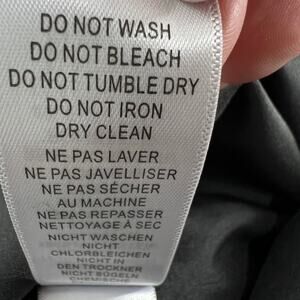 DO NOT WASH
DO NOT BLEACH
DO NOT TUMBLE DRY
DO NOT IRON
DRY CLEAN
NE PAS LAVER
NE PAS JAVELLISER
NE PAS SÉCHER
AU MACHINE
NE PAS REPASSER
NETTOYAGE À SEC
NICHT WASCHEN
NICHT
CHLORBLEICHEN
NICHT IN
DEN TROCKNER
NICHT BÜGELN
CHEMISCHE